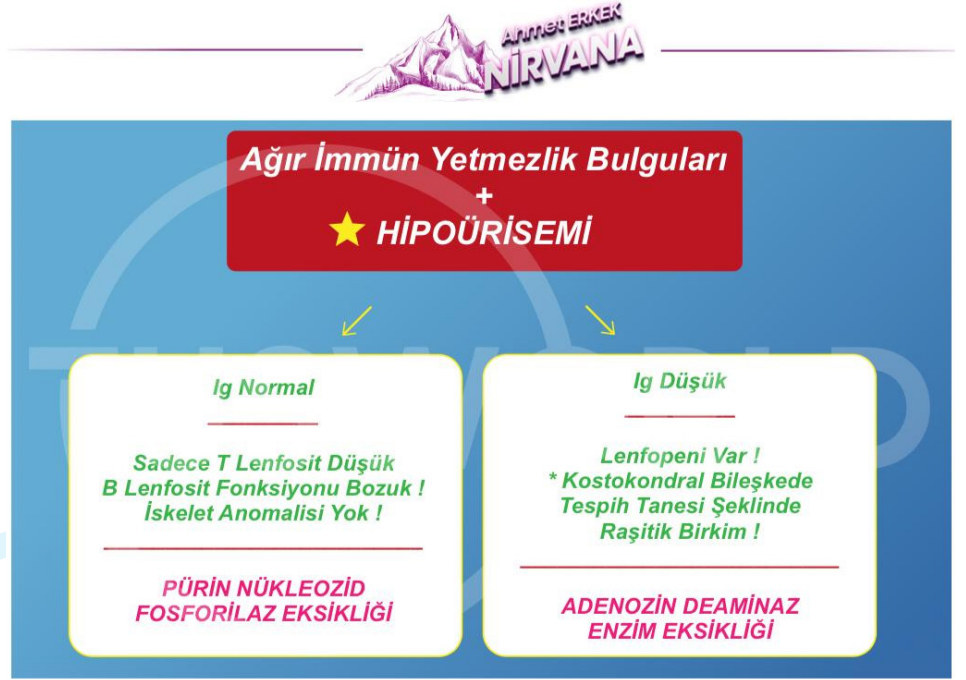 Ahmet ERKEK
NİRVANA
Ağır İmmün Yetmezlik Bulguları
+
HİPOÜRİSEMİ
Ig Normal
Sadece T Lenfosit Düşük
B Lenfosit Fonksiyonu Bozuk !
İskelet Anomalisi Yok !
PÜRİN NÜKLEOZİD
FOSFORİLAZ EKSİKLİĞİ
Ig Düşük
Lenfopeni Var !
* Kostokondral Bileşkede
Tespih Tanesi Şeklinde
Raşitik Birkim !
ADENOZİN DEAMİNAZ
ENZİM EKSİKLİĞİ